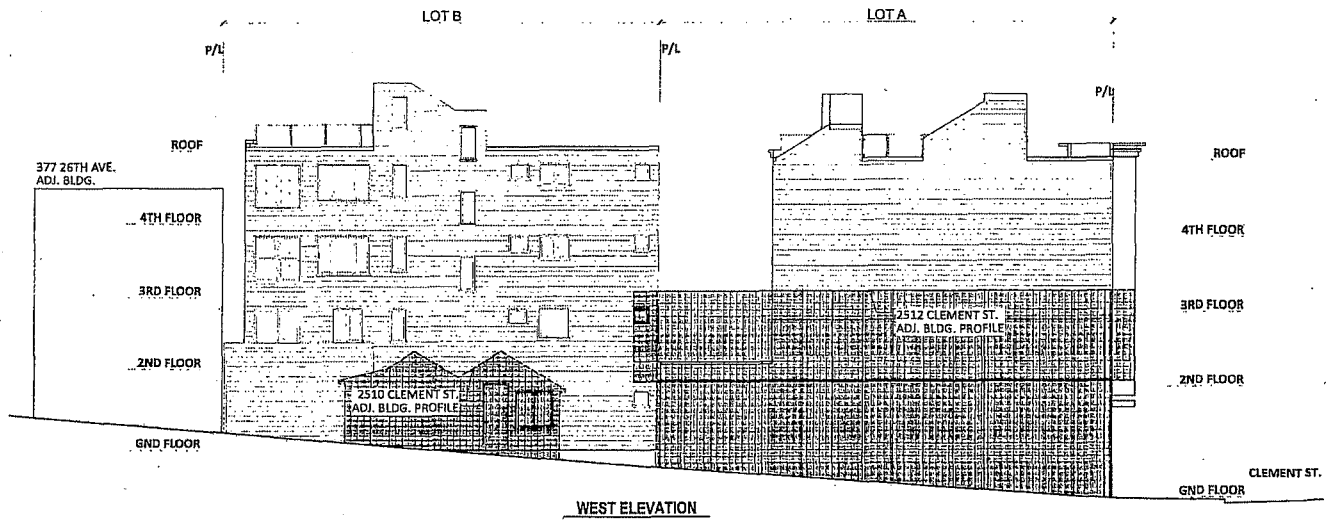 LOT B
LOT A
P/L
P/L
P/L
ROOF
377 26TH AVE.
ADJ. BLDG.
4TH FLOOR
3RD FLOOR
2ND FLOOR
GND FLOOR
2510 CLEMENT ST.
ADJ. BLDG. PROFILE
2512 CLEMENT ST.
ADJ. BLDG. PROFILE
ROOF
4TH FLOOR
3RD FLOOR
2ND FLOOR
CLEMENT ST.
GND FLOOR
WEST ELEVATION